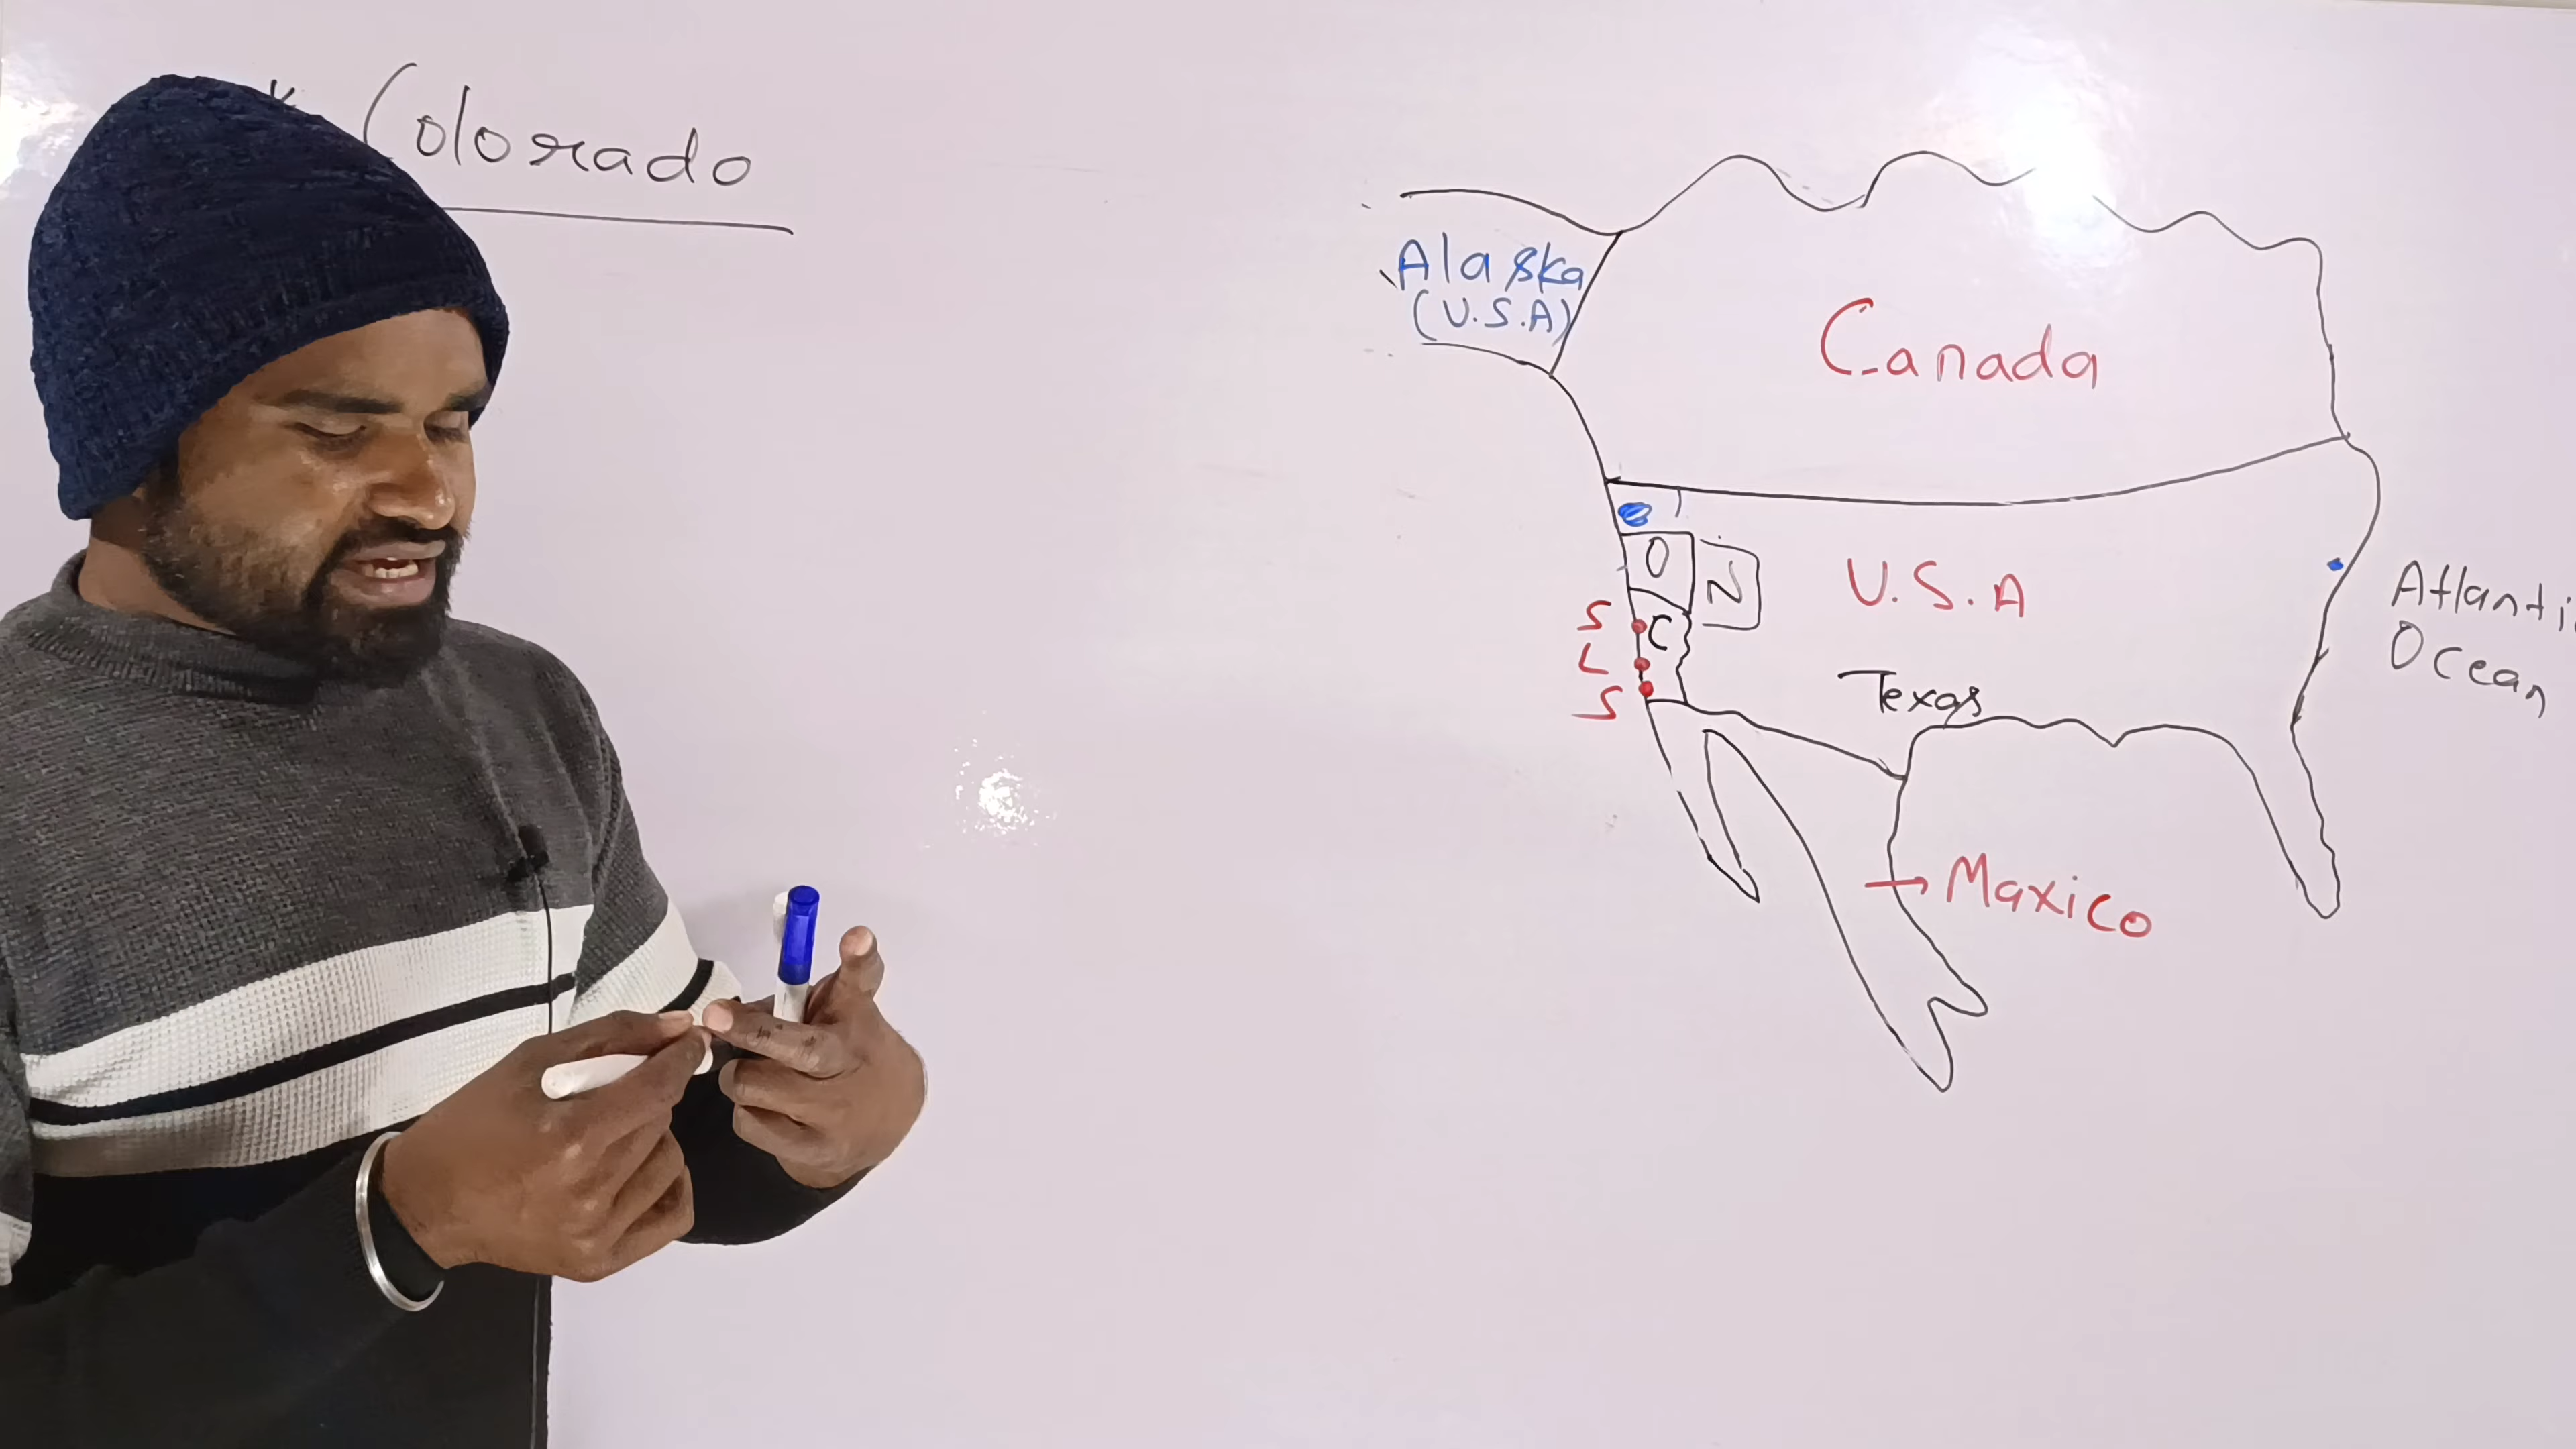 Colorado
Alaska
(U.S.A)
Canada
O
N
U.S.A
S
C
L
S
Texas
Atlanti
Ocean
Maxico